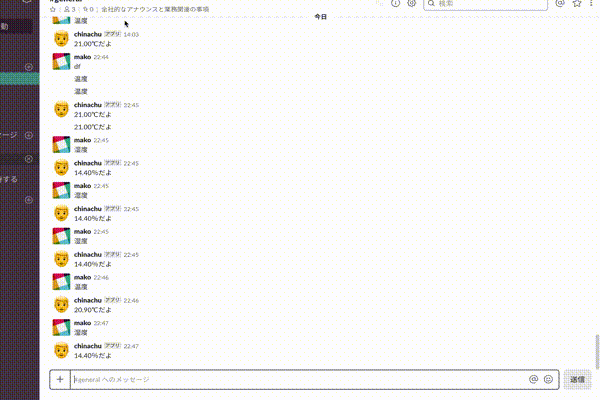 #general
3 | 0 | 全社的なアナウンスと業務関連の事項
検索
今日
動
ージ
する
温度
chinachu アプリ 14:03
21.00℃だよ
mako 22:44
df
温度
温度
chinachu アプリ 22:45
21.00℃だよ
21.00℃だよ
mako 22:45
湿度
chinachu アプリ 22:45
14.40%だよ
mako 22:45
湿度
chinachu アプリ 22:45
14.40%だよ
mako 22:45
湿度
chinachu アプリ 22:45
14.40%だよ
mako 22:46
温度
chinachu アプリ 22:46
20.90℃だよ
mako 22:47
湿度
chinachu アプリ 22:47
14.40%だよ
#general へのメッセージ
送信